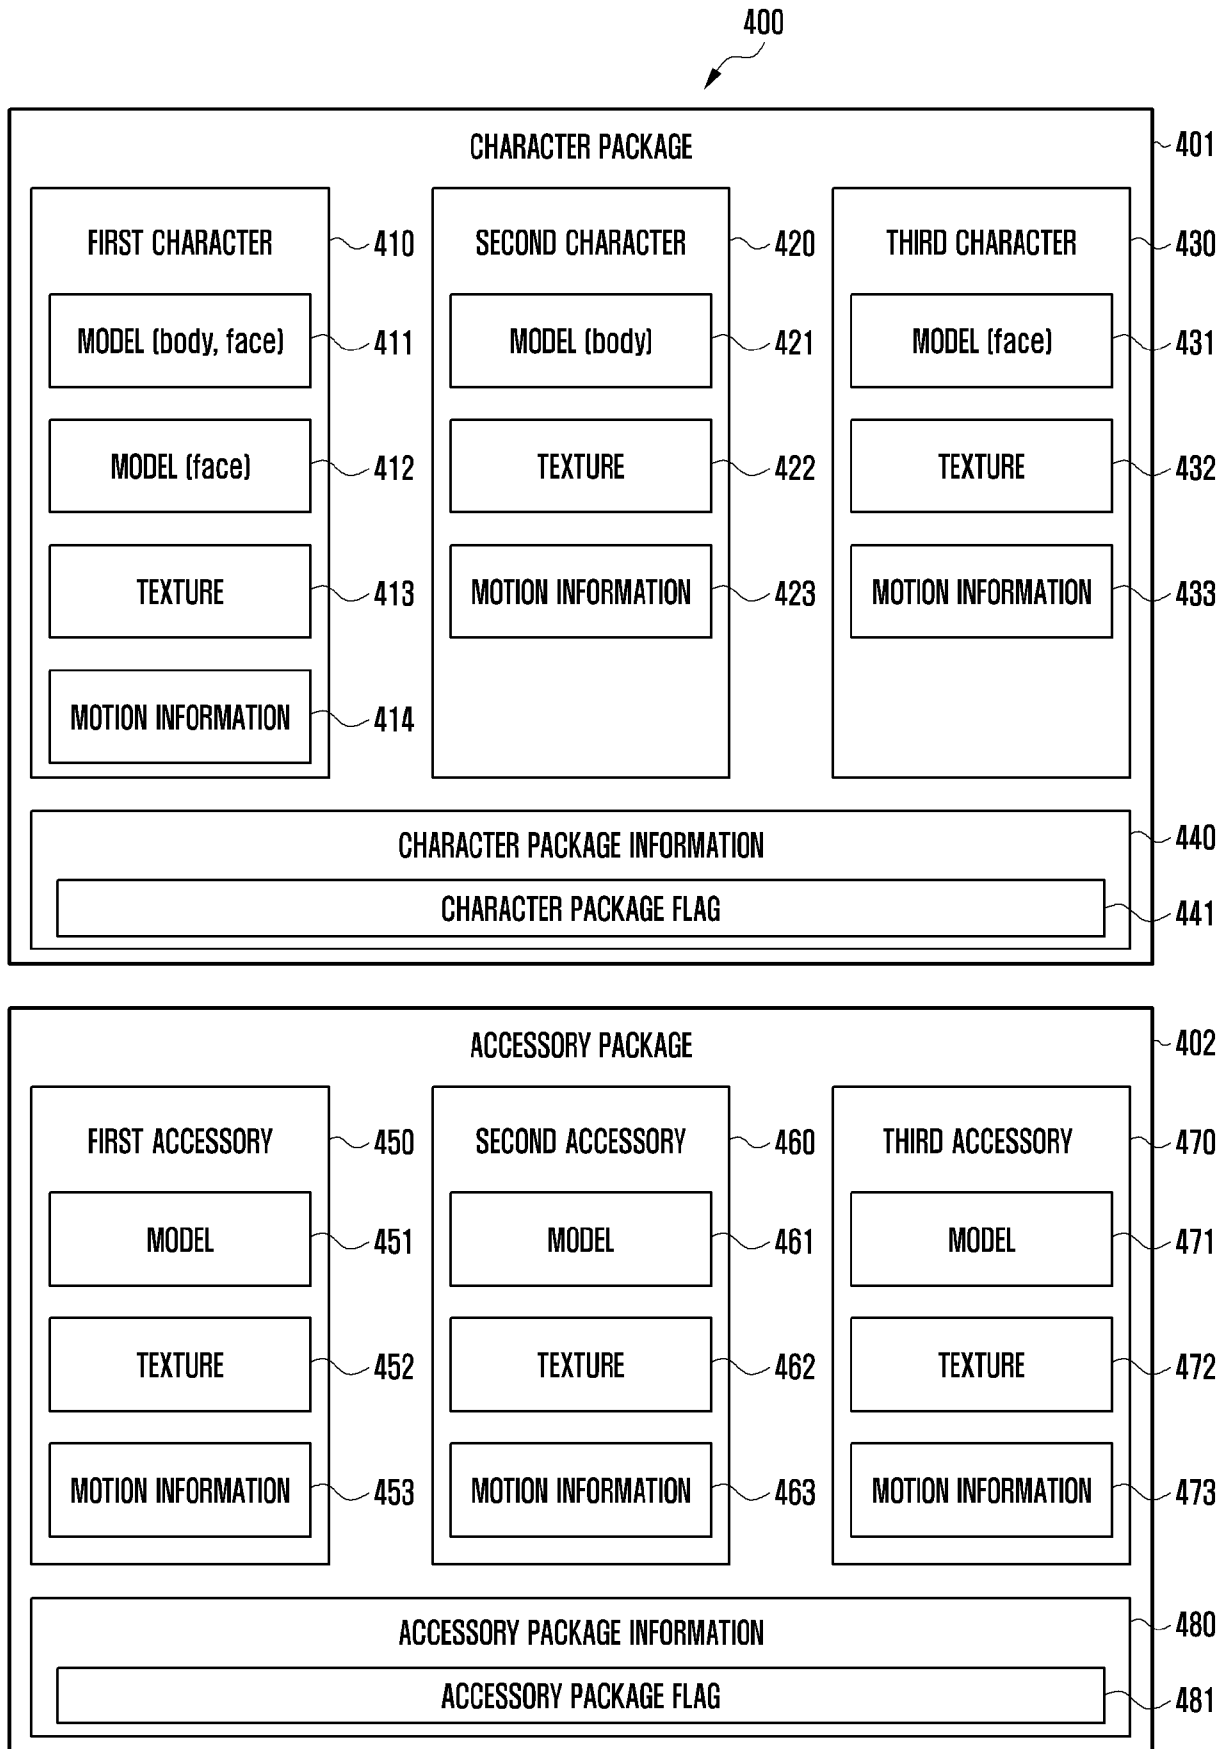 400
CHARACTER PACKAGE
401
FIRST CHARACTER
410
SECOND CHARACTER
420
THIRD CHARACTER
430
MODEL (body, face)
411
MODEL (body)
421
MODEL (face)
431
MODEL (face)
412
TEXTURE
422
TEXTURE
432
TEXTURE
413
MOTION INFORMATION
423
MOTION INFORMATION
433
MOTION INFORMATION
414
CHARACTER PACKAGE INFORMATION
440
CHARACTER PACKAGE FLAG
441
ACCESSORY PACKAGE
402
FIRST ACCESSORY
450
SECOND ACCESSORY
460
THIRD ACCESSORY
470
MODEL
451
MODEL
461
MODEL
471
TEXTURE
452
TEXTURE
462
TEXTURE
472
MOTION INFORMATION
453
MOTION INFORMATION
463
MOTION INFORMATION
473
ACCESSORY PACKAGE INFORMATION
480
ACCESSORY PACKAGE FLAG
481